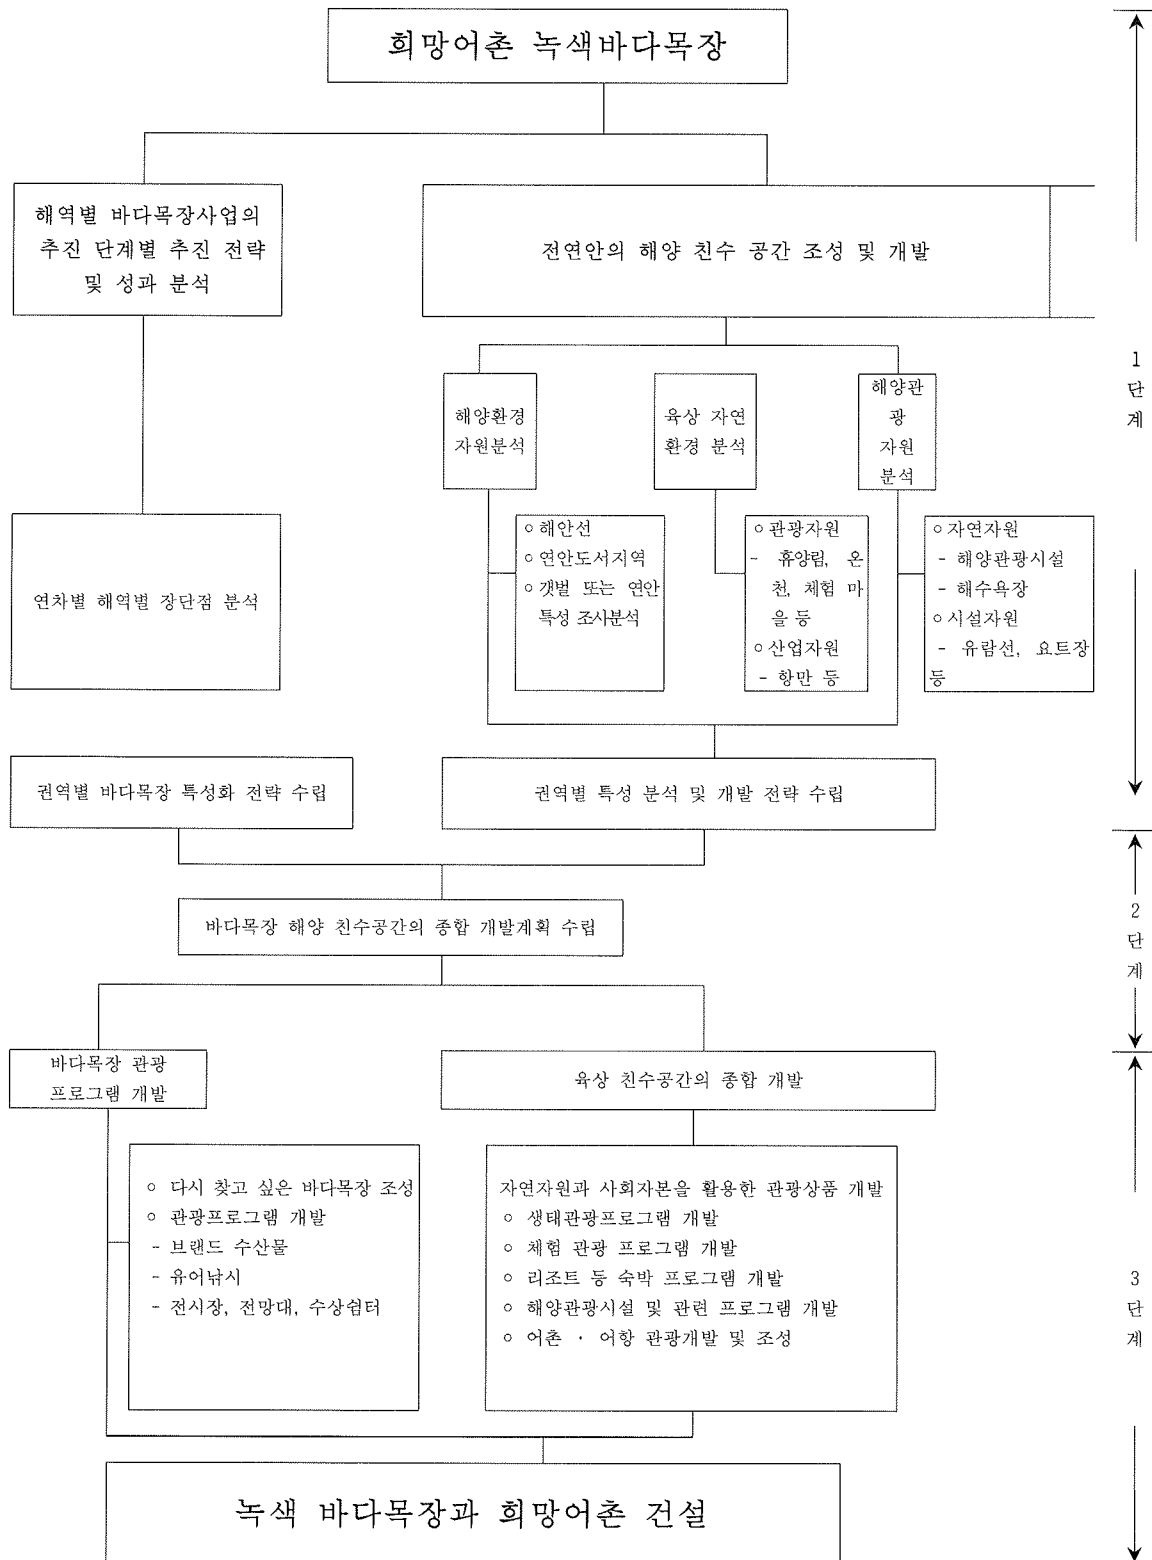 희망어촌 녹색바다목장
해역별 바다목장사업의
추진 단계별 추진 전략
및 성과 분석
전연안의 해양 친수 공간 조성 및 개발
해양환경
자원분석
육상 자연
환경 분석
해양관
광
자원
분석
연차별 해역별 장단점 분석
○ 해안선
○ 연안도서지역
○ 갯벌 또는 연안
특성 조사분석
○ 관광자원
- 휴양림, 온
천, 체험 마
을 등
○ 산업자원
- 항만 등
○ 자연자원
- 해양관광시설
- 해수욕장
○ 시설자원
- 유람선, 요트장
등
권역별 바다목장 특성화 전략 수립
권역별 특성 분석 및 개발 전략 수립
1
단
계
바다목장 해양 친수공간의 종합 개발계획 수립
2
단
계
바다목장 관광
프로그램 개발
육상 친수공간의 종합 개발
○ 다시 찾고 싶은 바다목장 조성
○ 관광프로그램 개발
- 브랜드 수산물
- 유어낚시
- 전시장, 전망대, 수상쉼터
자연자원과 사회자본을 활용한 관광상품 개발
○ 생태관광프로그램 개발
○ 체험 관광 프로그램 개발
○ 리조트 등 숙박 프로그램 개발
○ 해양관광시설 및 관련 프로그램 개발
○ 어촌 · 어항 관광개발 및 조성
3
단
계
녹색 바다목장과 희망어촌 건설